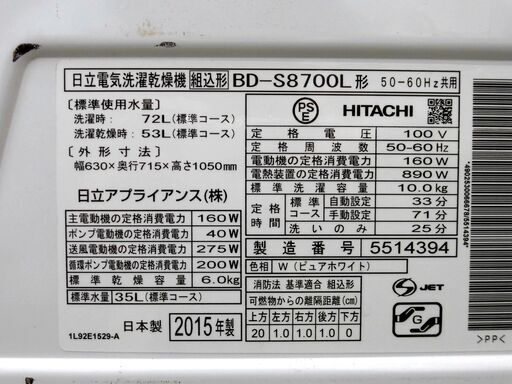 日立電気洗濯乾燥機 組込形 BD-S8700L形 50-60Hz共用
〔標準使用水量〕
洗濯時：72L(標準コース)
洗濯乾燥時：53L(標準コース)
〔外形寸法〕
幅630×奥行715×高さ1050mm
日立アプライアンス(株)
主電動機の定格消費電力 160W
ポンプ電動機の定格消費電力 40W
送風電動機の定格消費電力 275W
循環ポンプ電動機の定格消費電力 200W
標準乾燥容量 6.0kg
標準水量 35L(標準コース)
日本製 2015年製
1L92E1529-A
PSE
HITACHI
定格電圧 100V
定格周波数 50-60Hz
電動機の定格消費電力 160W
電熱装置の定格消費電力 890W
標準洗濯容量 10.0kg
定格時間 自動設定 33分
手動設定 71分
洗いのみ 25分
製造番号 5514394
色相 W(ピュアホワイト)
消防法 基準適合 組込形
可燃物からの離隔距離(cm)
上方 左方 右方 前方 後方 下方
20 1.0 1.0 1.0 0
S JET
G
>PP<